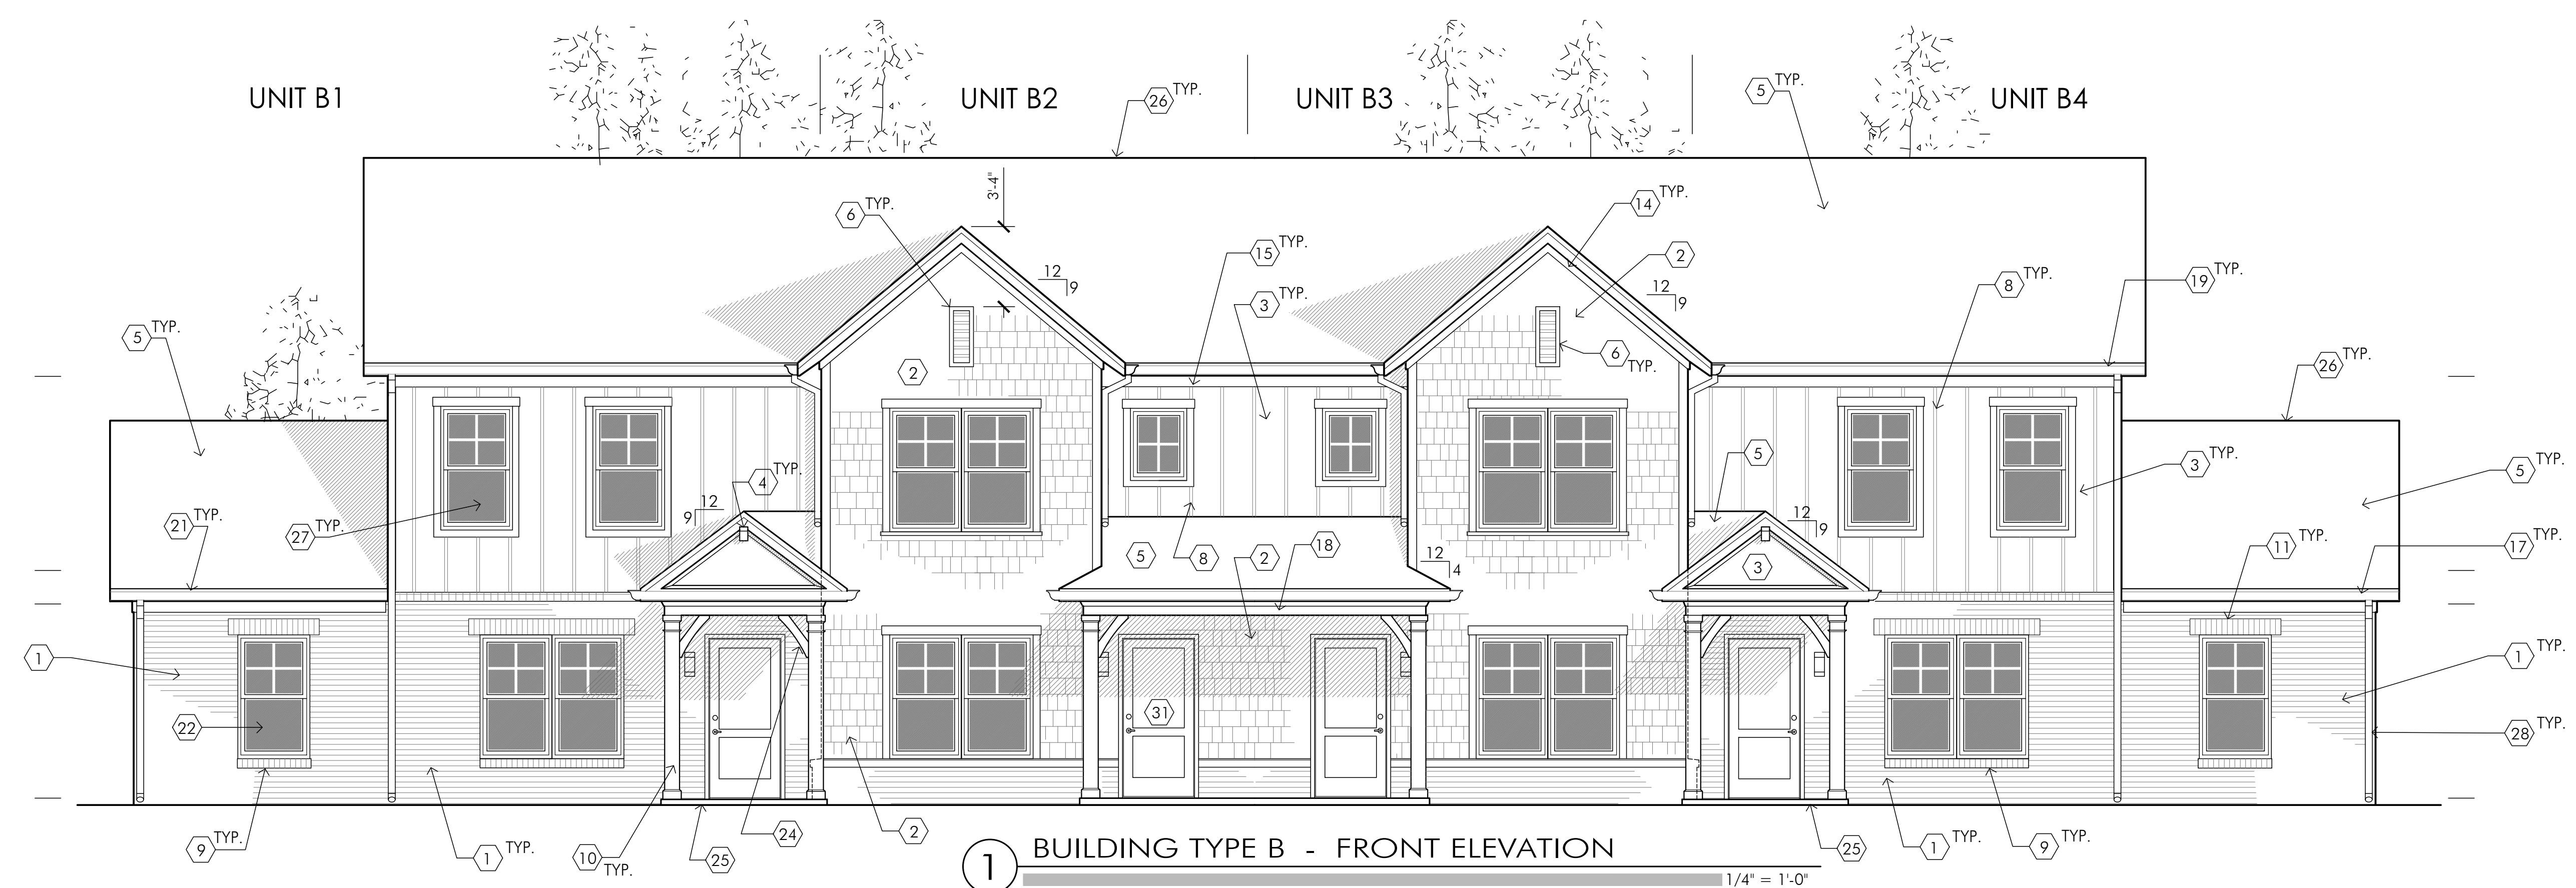 UNIT B1
UNIT B2
UNIT B3
UNIT B4
26 TYP.
5 TYP.
3'-4"
6 TYP.
14 TYP.
15 TYP.
2
12
9
12
9
3 TYP.
8 TYP.
19 TYP.
5 TYP.
6 TYP.
26 TYP.
2
4 TYP.
5
3 TYP.
5 TYP.
12
9
12
9
21 TYP.
27 TYP.
5
8
2
18
12
4
3
11 TYP.
17 TYP.
1
1 TYP.
22
31
28 TYP.
9 TYP.
1 TYP.
10 TYP.
25
24
2
25
1 TYP.
9 TYP.
1
BUILDING TYPE B - FRONT ELEVATION
1/4" = 1'-0"